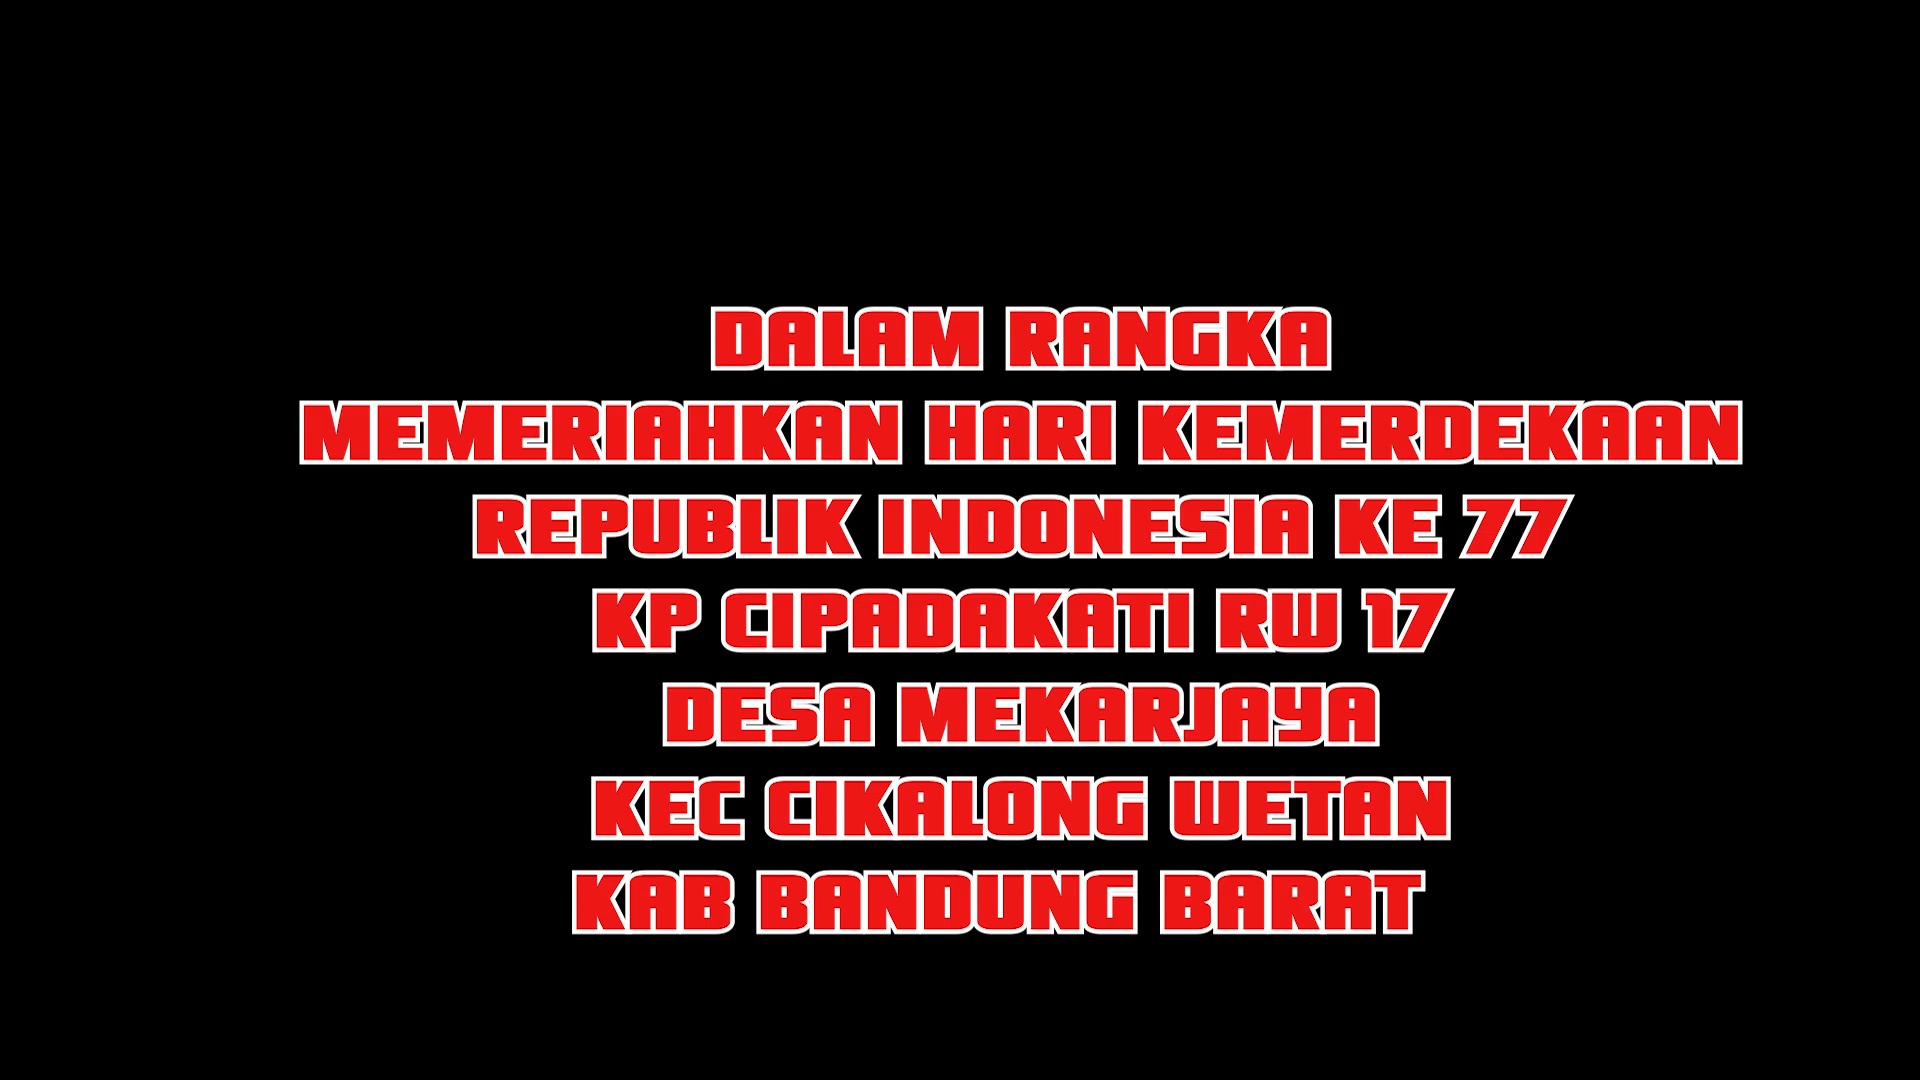 DALAM RANGKA
MEMERIAHKAN HARI KEMERDEKAAN
REPUBLIK INDONESIA KE 77
KP CIPADAKATI RW 17
DESA MEKARJAYA
KEC CIKALONG WETAN
KAB BANDUNG BARAT